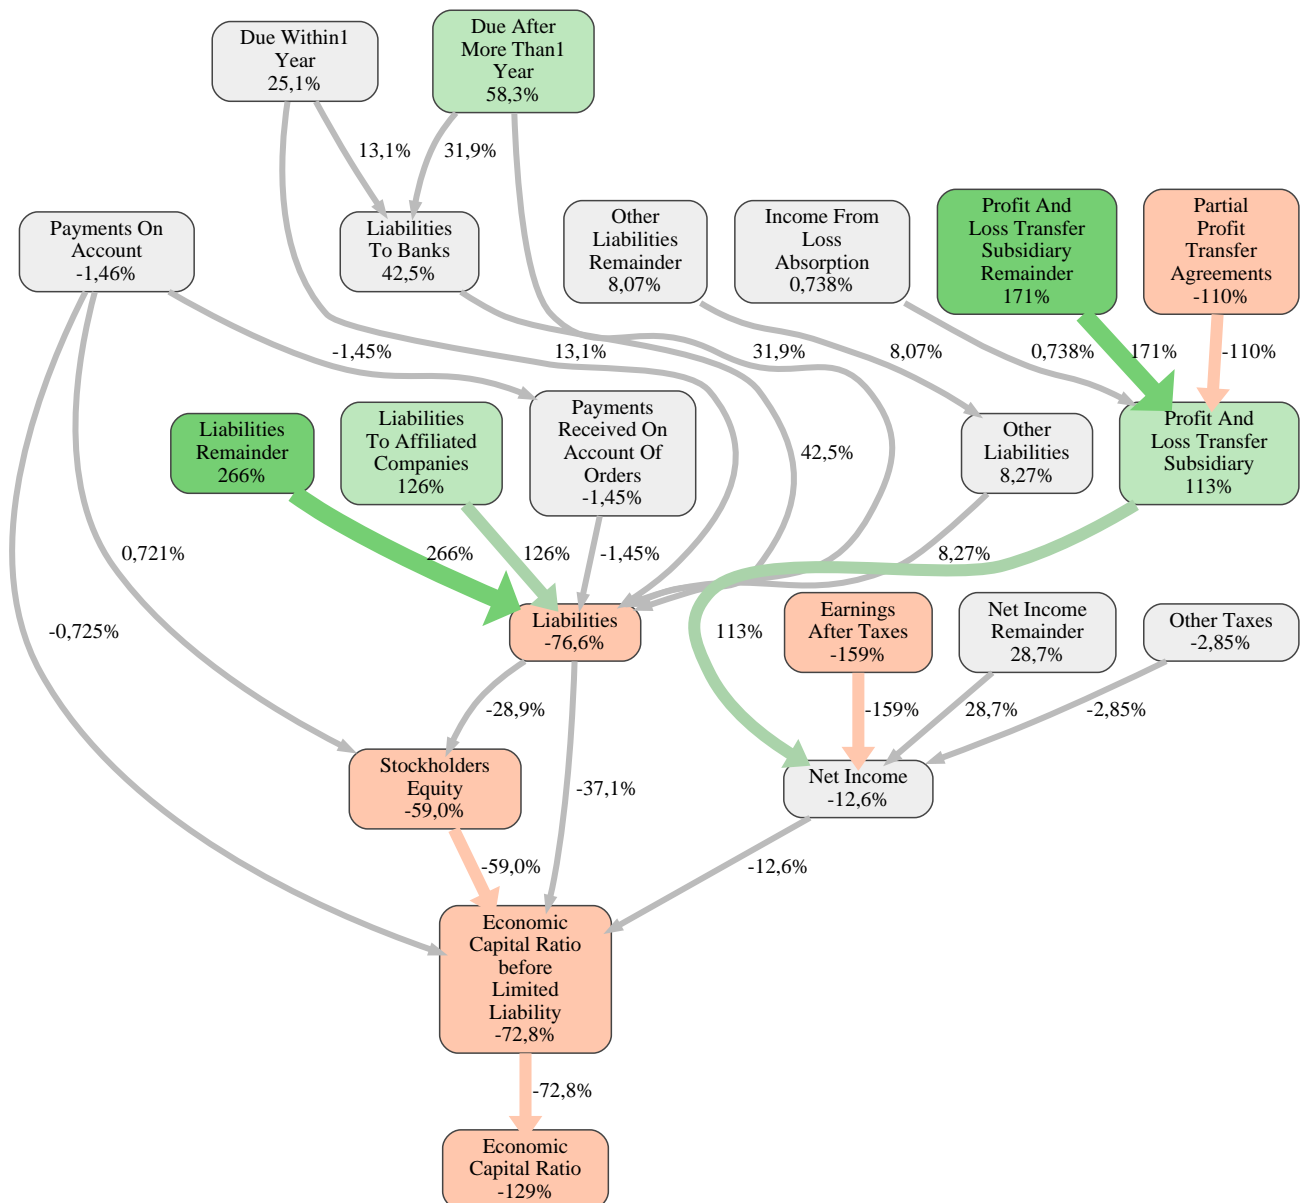 Due Within1
Year
25,1%
Due After
More Than1
Year
58,3%
13,1%
31,9%
Payments On
Account
-1,46%
Liabilities
To Banks
42,5%
Other
Liabilities
Remainder
8,07%
Income From
Loss
Absorption
0,738%
Profit And
Loss Transfer
Subsidiary
Remainder
171%
Partial
Profit
Transfer
Agreements
-110%
-1,45%
13,1%
31,9%
8,07%
0,738%
171%
-110%
Liabilities
Remainder
266%
Liabilities
To Affiliated
Companies
126%
Payments
Received On
Account Of
Orders
-1,45%
42,5%
Other
Liabilities
8,27%
Profit And
Loss Transfer
Subsidiary
113%
0,721%
266%
126%
-1,45%
8,27%
-0,725%
Liabilities
-76,6%
113%
Earnings
After Taxes
-159%
Net Income
Remainder
28,7%
Other Taxes
-2,85%
-28,9%
-159%
28,7%
-2,85%
Stockholders
Equity
-59,0%
-37,1%
Net Income
-12,6%
-59,0%
-12,6%
Economic
Capital Ratio
before
Limited
Liability
-72,8%
-72,8%
Economic
Capital Ratio
-129%